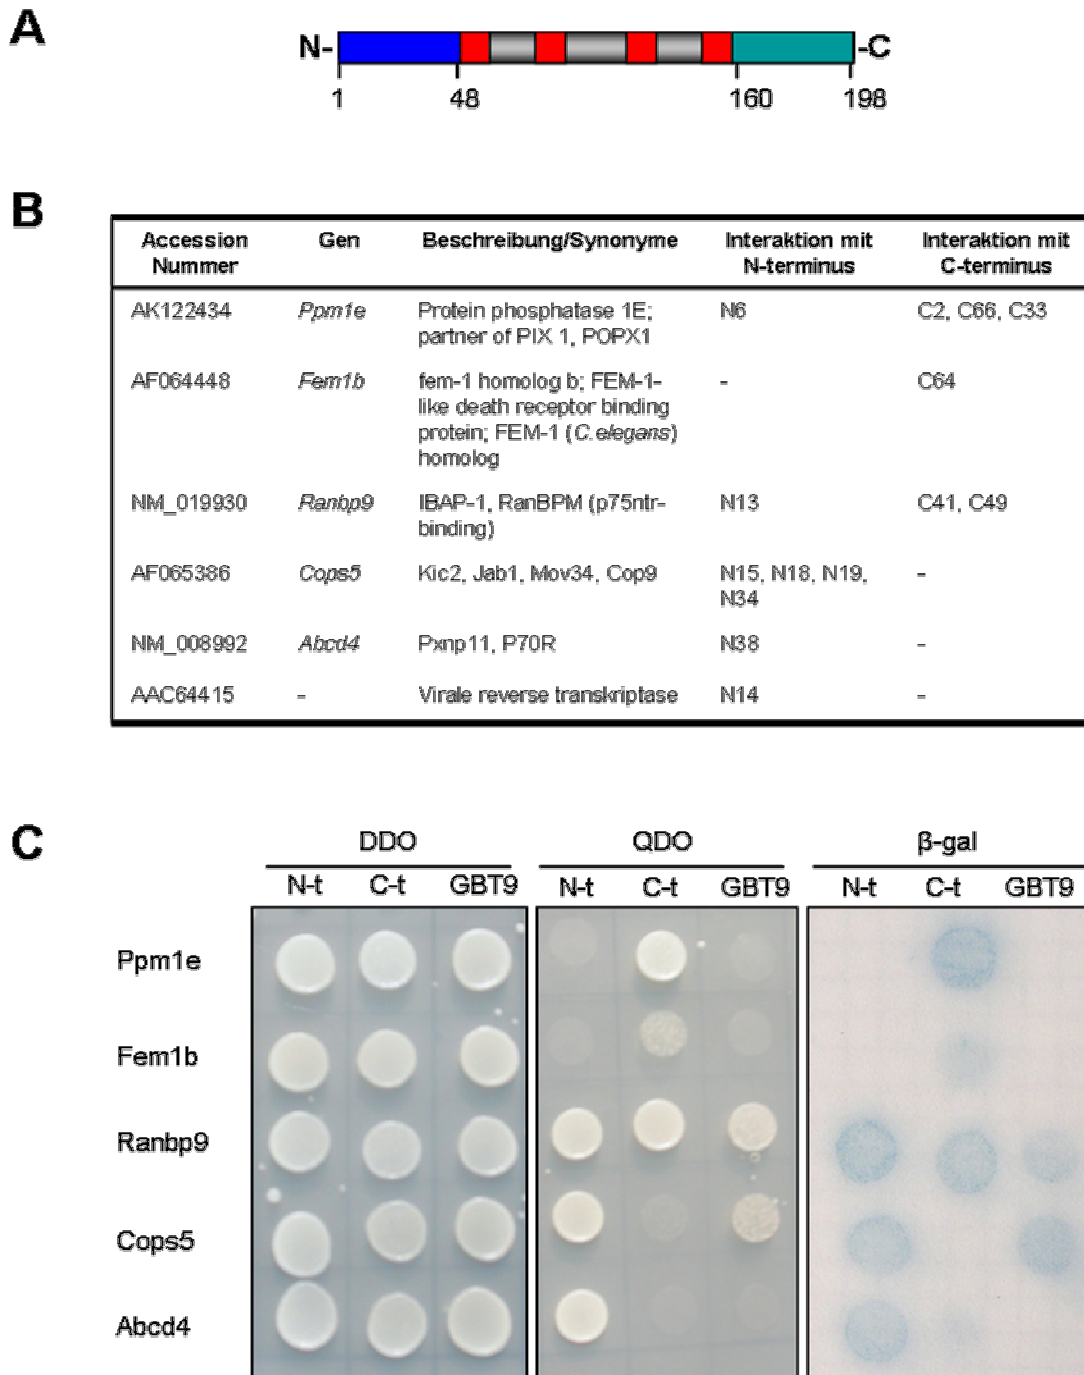 A
N- -C
1 48 160 198
B
Accession Gen Beschreibung/Synonyme Interaktion mit Interaktion mit
Nummer N-terminus C-terminus
AK122434 Ppm1e Protein phosphatase 1E; N6 C2, C66, C33
partner of PIX 1, POPX1
AF064448 Fem1b fem-1 homolog b; FEM-1- - C64
like death receptor binding
protein; FEM-1 (C.elegans)
homolog
NM_019930 Ranbp9 IBAP-1, RanBPM (p75ntr- N13 C41, C49
binding)
AF065386 Cops5 Kic2, Jab1, Mov34, Cop9 N15, N18, N19, -
N34
NM_008992 Abcd4 Pxnp11, P70R N38 -
AAC64415 - Virale reverse transkriptase N14 -
C
DDO QDO β-gal
N-t C-t GBT9 N-t C-t GBT9 N-t C-t GBT9
Ppm1e
Fem1b
Ranbp9
Cops5
Abcd4